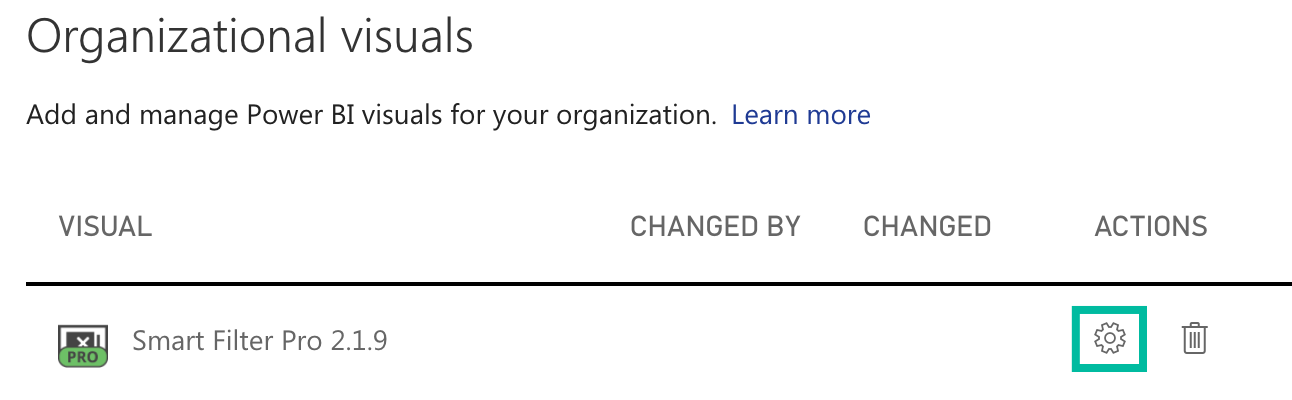 Organizational visuals
Add and manage Power BI visuals for your organization. Learn more
VISUAL CHANGED BY CHANGED ACTIONS
PRO Smart Filter Pro 2.1.9